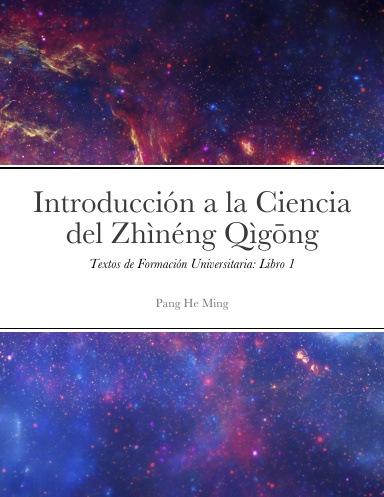 Introducción a la Ciencia
del Zhìnéng Qìgōng
Textos de Formación Universitaria: Libro 1
Pang He Ming